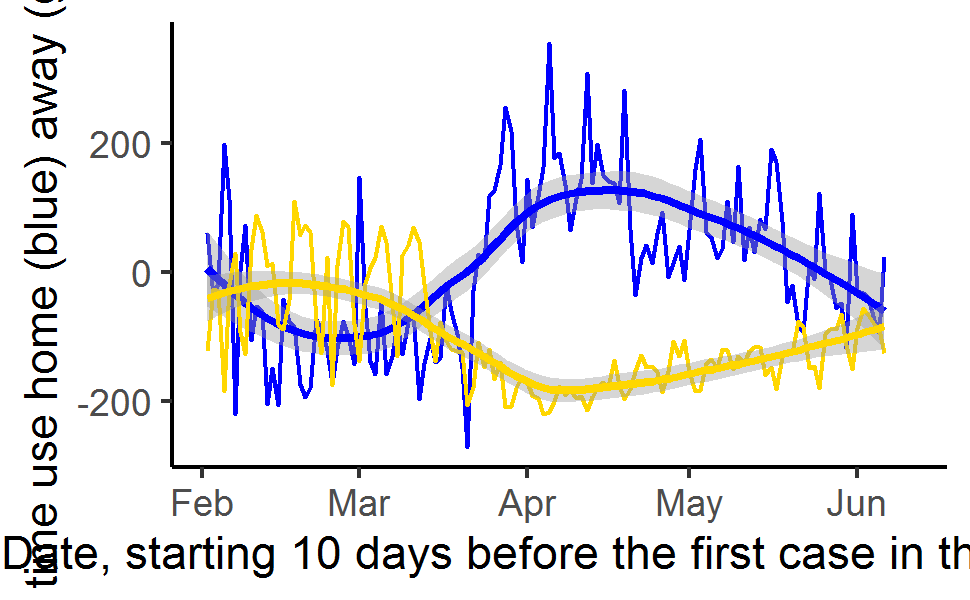 time use home (blue) away (
200
0
-200
Feb Mar Apr May Jun
Date, starting 10 days before the first case in th